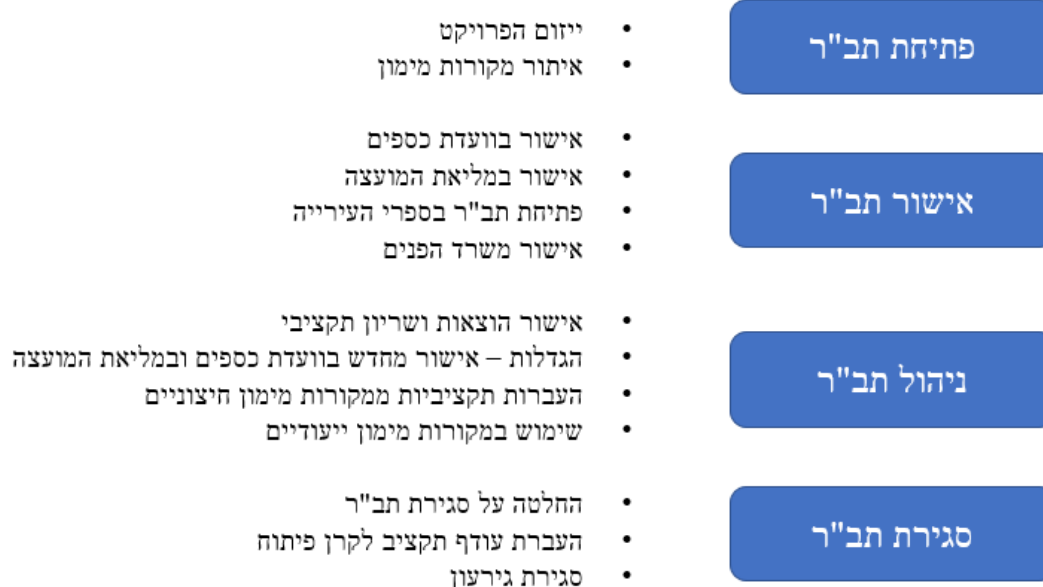 פתיחת תב"ר
• ייזום הפרויקט
• איתור מקורות מימון
אישור תב"ר
• אישור בוועדת כספים
• אישור במליאת המועצה
• פתיחת תב"ר בספרי העירייה
• אישור משרד הפנים
ניהול תב"ר
• אישור הוצאות ושריון תקציבי
• הגדלות – אישור מחדש בוועדת כספים ובמליאת המועצה
• העברות תקציביות ממקורות מימון חיצוניים
• שימוש במקורות מימון ייעודיים
סגירת תב"ר
• החלטה על סגירת תב"ר
• העברת עודף תקציב לקרן פיתוח
• סגירת גירעון